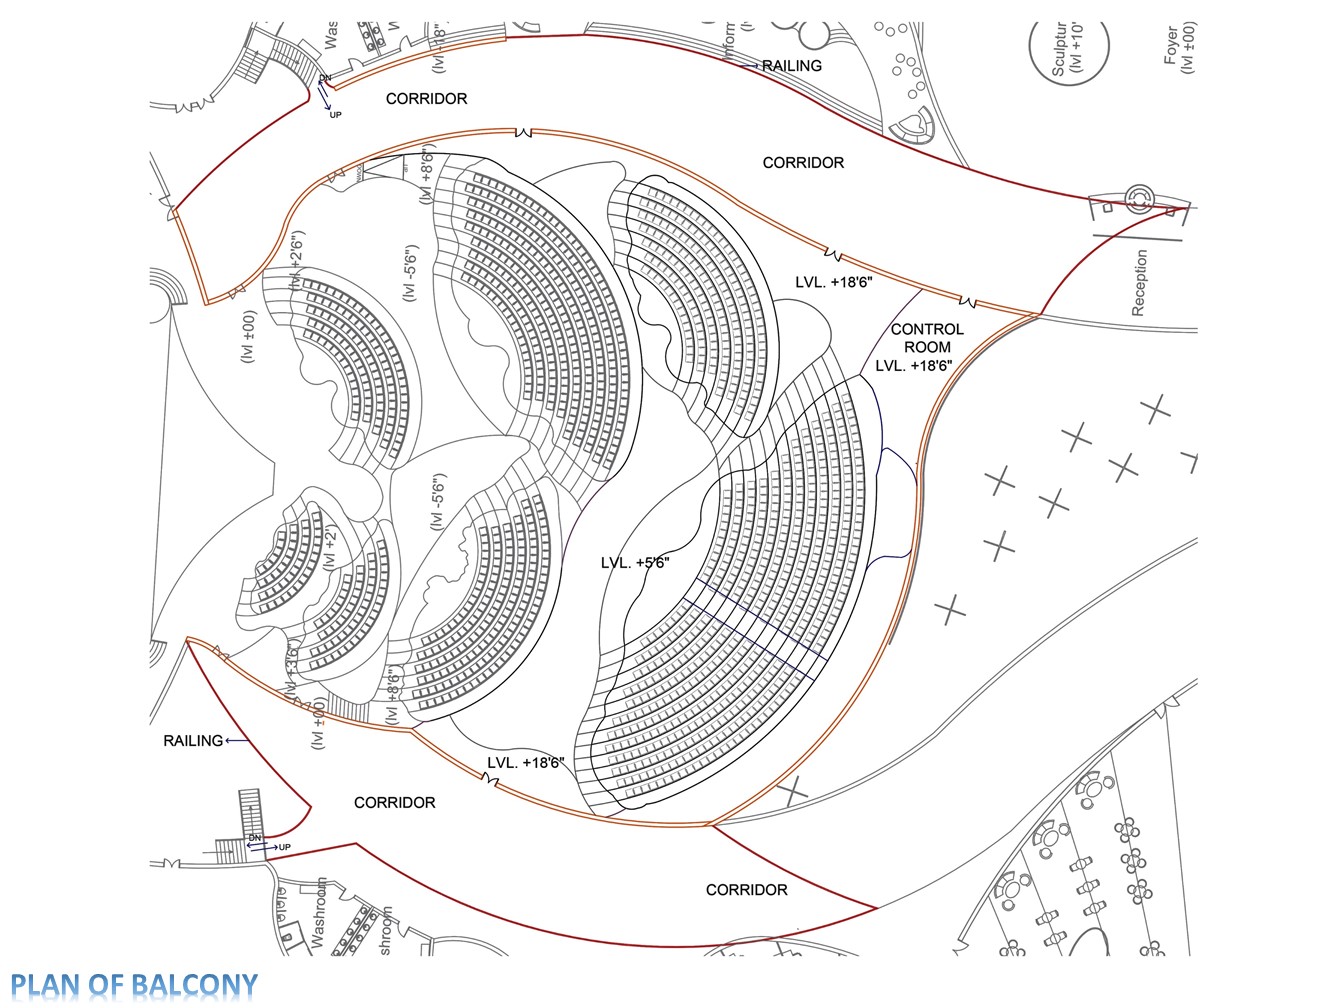 Was
W
(lvl -18"
(Inform
Sculptur
(lvl +10'
Foyer
(lvl ±00)
RAILING
DN
UP
CORRIDOR
CORRIDOR
(lvl +8'6")
(lvl +2'6")
(lvl -5'6")
LVL. +18'6"
Reception
(lvl ±00)
CONTROL
ROOM
LVL. +18'6"
(lvl -5'6")
(lvl +2')
LVL. +5'6"
(lvl +3'6")
(lvl +8'6")
(lvl ±00)
RAILING
LVL. +18'6"
CORRIDOR
DN
UP
CORRIDOR
Washroom
shroom
PLAN OF BALCONY